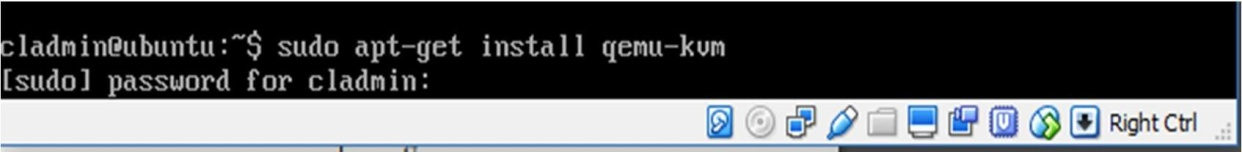 cladmin@ubuntu:~$ sudo apt-get install qemu-kvm
[sudo] password for cladmin:
Right Ctrl